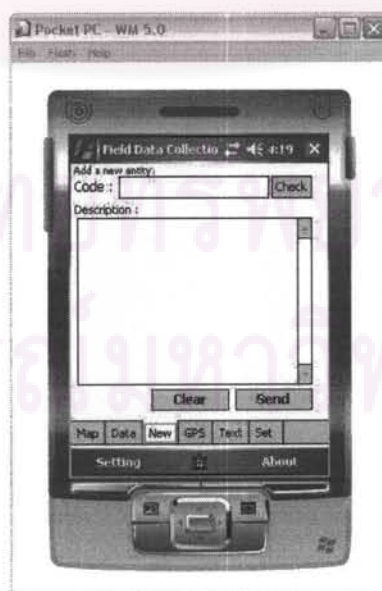 Pocket PC - WM 5.0
File Flash Help
Field Data Collectio 4:19 X
Add a new entity:
Code : Check
Description :
Clear Send
Map Data New GPS Text Set
Setting About